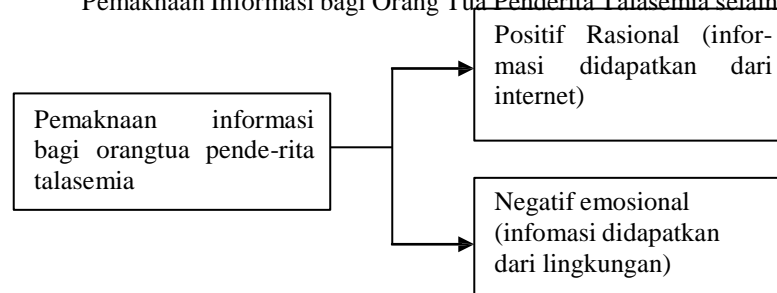 Pemaknaan Informasi bagi Orang Tua Penderita Talasemia selain
Positif Rasional (infor-
masi didapatkan dari
internet)
Pemaknaan informasi
bagi orangtua pende-rita
talasemia
Negatif emosional
(infomasi didapatkan
dari lingkungan)